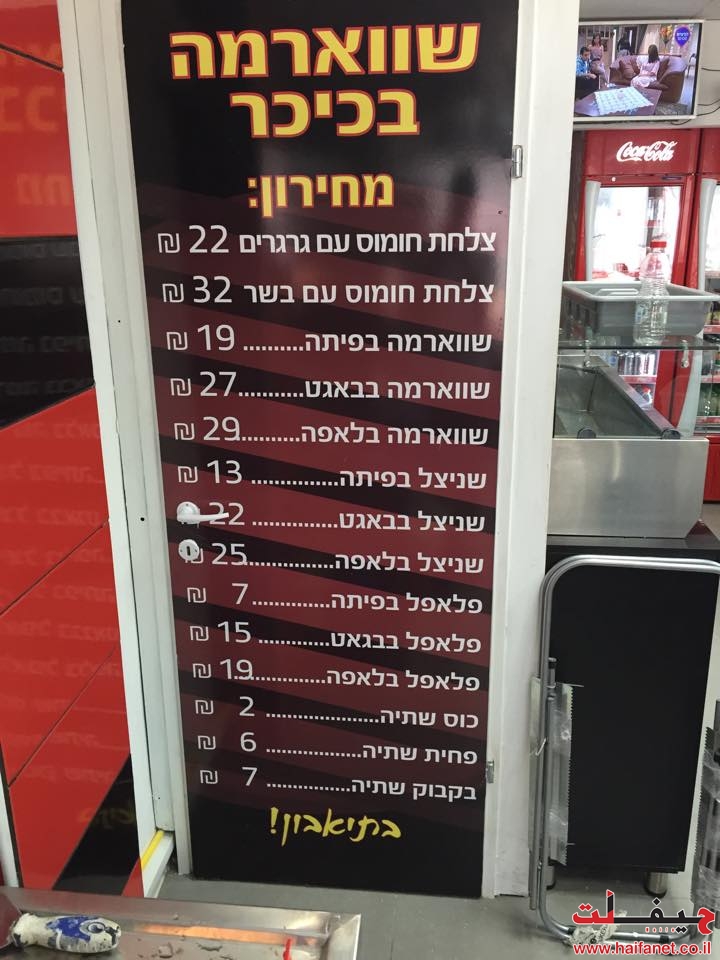 שווארמה
בכיכר
מחירון:
צלחת חומוס עם גרגרים 22 ₪
צלחת חומוס עם בשר 32 ₪
שווארמה בפיתה.......... 19 ₪
שווארמה בבאגט........... 27 ₪
שווארמה בלאפה.......... 29 ₪
שניצל בפיתה............... 13 ₪
שניצל בבאגט.............. 22
שניצל בלאפה............... 25 ₪
פלאפל בפיתה............. 7 ₪
פלאפל בבגאט............ 15 ₪
פלאפל בלאפה.............. 19 ₪
כוס שתיה.................... 2 ₪
פחית שתיה................. 6 ₪
בקבוק שתיה............... 7 ₪
בתיאבון!
Coca-Cola
حيفا نت
www.haifanet.co.il